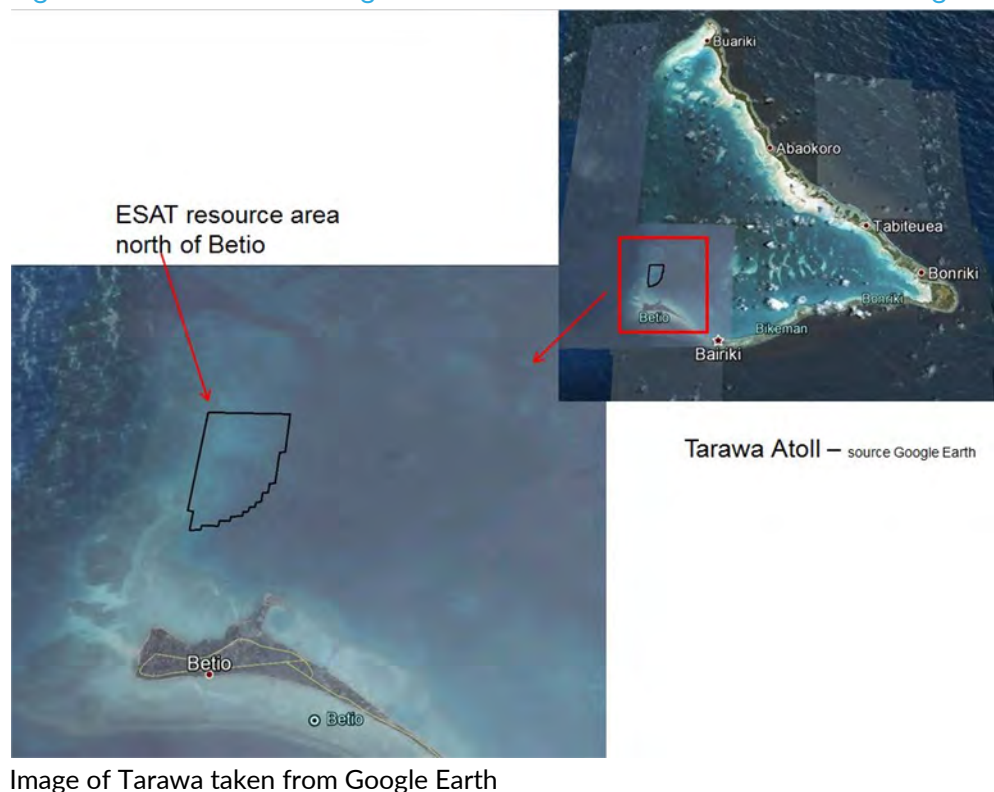 Buariki
Abaokoro
ESAT resource area
north of Betio
Tabiteuea
Bonriki
Bonriki
Betio
Bikeman
Bairiki
Tarawa Atoll – source Google Earth
Betio
Betio
Image of Tarawa taken from Google Earth